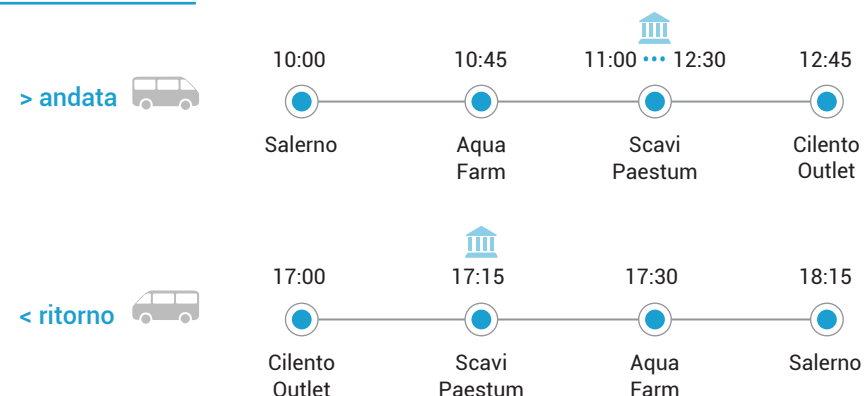 10:00 10:45 11:00 ••• 12:30 12:45
> andata
Salerno Aqua Scavi Cilento
Farm Paestum Outlet
17:00 17:15 17:30 18:15
< ritorno
Cilento Scavi Aqua Salerno
Outlet Paestum Farm